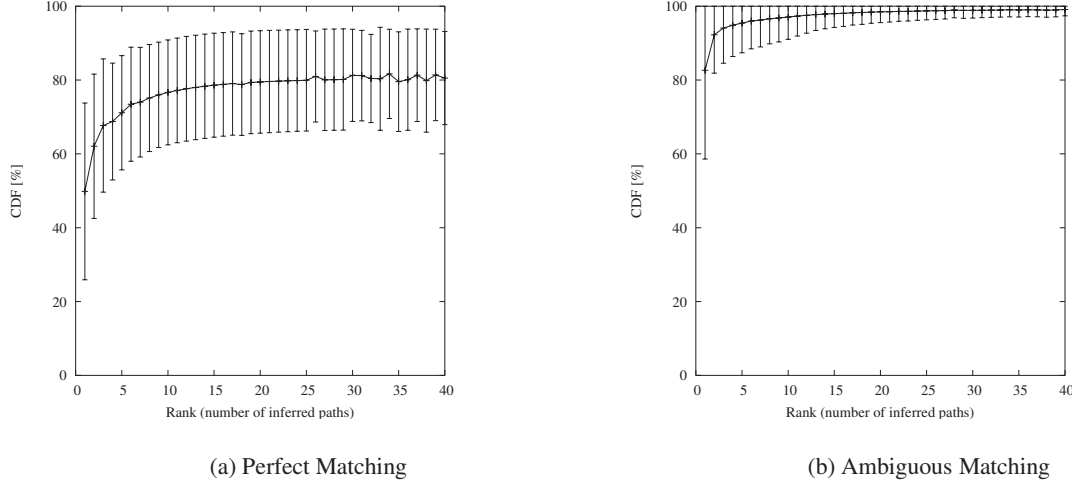 100
80
60
40
20
0
CDF [%]
0 5 10 15 20 25 30 35 40
Rank (number of inferred paths)
(a) Perfect Matching
100
80
60
40
20
0
CDF [%]
0 5 10 15 20 25 30 35 40
Rank (number of inferred paths)
(b) Ambiguous Matching